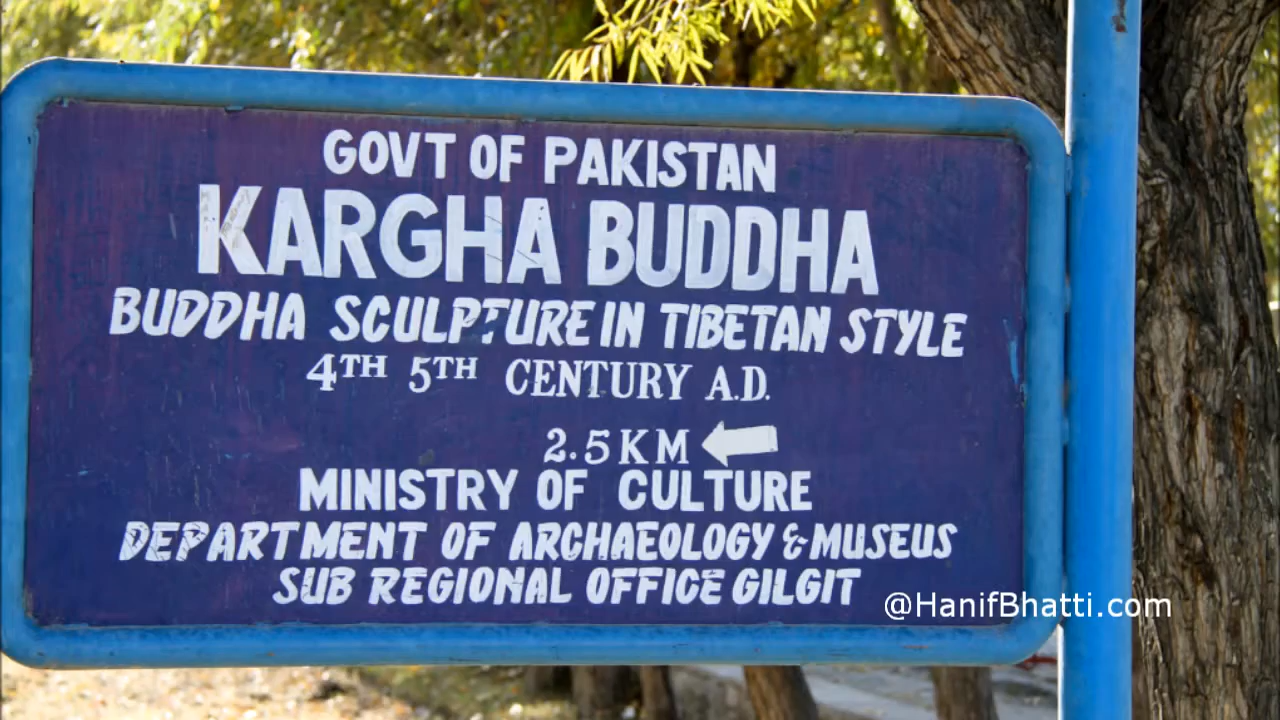 GOVT OF PAKISTAN
KARGHA BUDDHA
BUDDHA SCULPTURE IN TIBETAN STYLE
4TH 5TH CENTURY A.D.
2.5KM
MINISTRY OF CULTURE
DEPARTMENT OF ARCHAEOLOGY & MUSEUS
SUB REGIONAL OFFICE GILGIT
@HanifBhatti.com